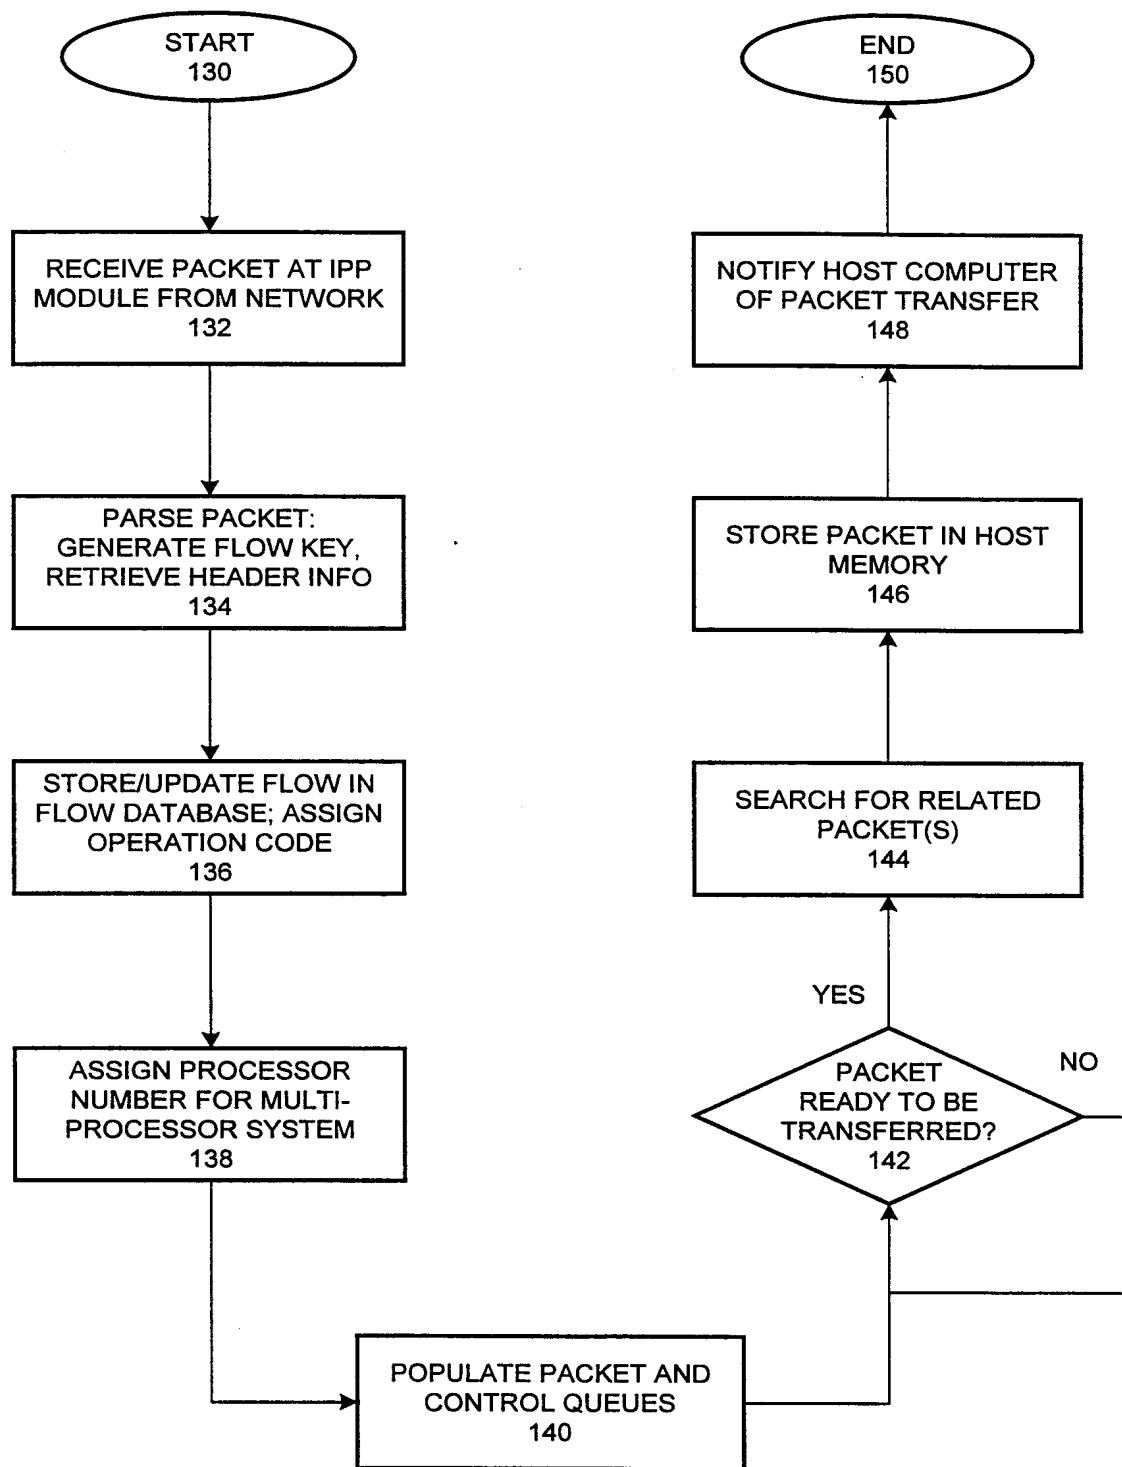 START
130
RECEIVE PACKET AT IPP
MODULE FROM NETWORK
132
PARSE PACKET:
GENERATE FLOW KEY,
RETRIEVE HEADER INFO
134
STORE/UPDATE FLOW IN
FLOW DATABASE; ASSIGN
OPERATION CODE
136
ASSIGN PROCESSOR
NUMBER FOR MULTI-
PROCESSOR SYSTEM
138
POPULATE PACKET AND
CONTROL QUEUES
140
PACKET
READY TO BE
TRANSFERRED?
142
NO
YES
SEARCH FOR RELATED
PACKET(S)
144
STORE PACKET IN HOST
MEMORY
146
NOTIFY HOST COMPUTER
OF PACKET TRANSFER
148
END
150